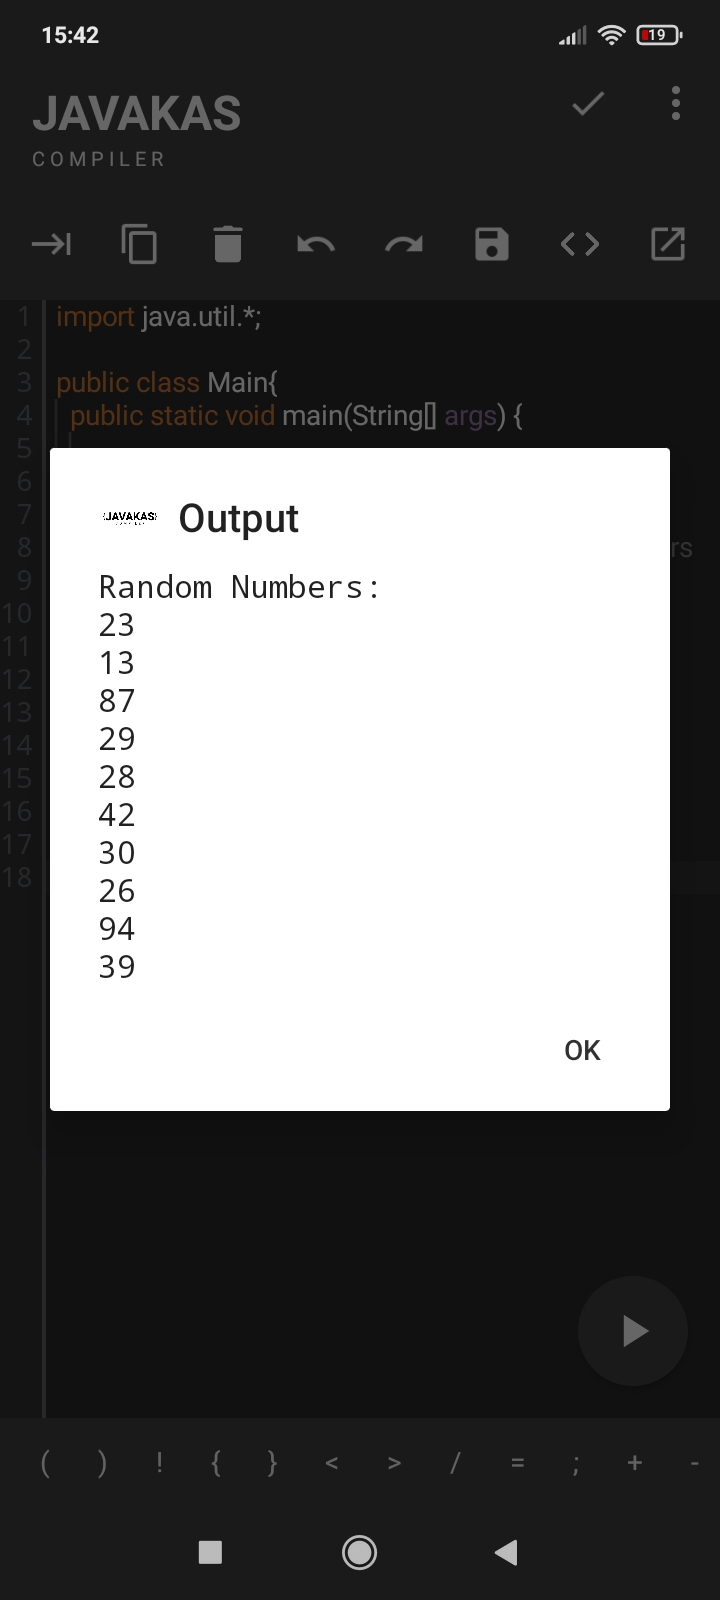 15:42
19
JAVAKAS
COMPILER
1 import java.util.*;
2
3 public class Main{
4 public static void main(String[] args) {
5
6
7
8 rs
9
10
11
12
13
14
15
16
17
18
JAVAKAS Output
Random Numbers:
23
13
87
29
28
42
30
26
94
39
OK
( ) ! { } < > / = ; + -